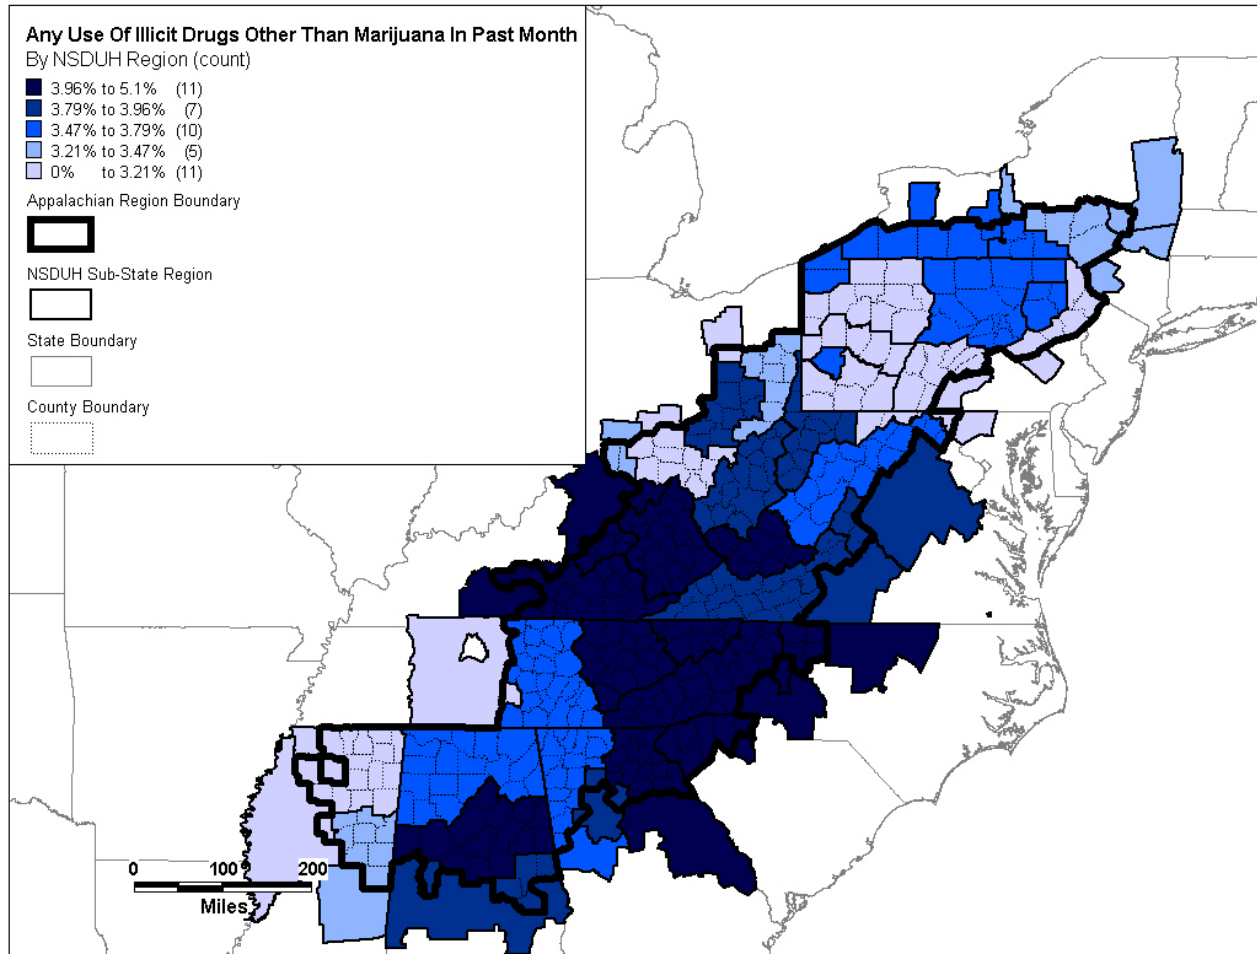 Any Use Of Illicit Drugs Other Than Marijuana In Past Month
By NSDUH Region (count)
3.96% to 5.1% (11)
3.79% to 3.96% (7)
3.47% to 3.79% (10)
3.21% to 3.47% (5)
0% to 3.21% (11)
Appalachian Region Boundary
NSDUH Sub-State Region
State Boundary
County Boundary
0 100 200
Miles